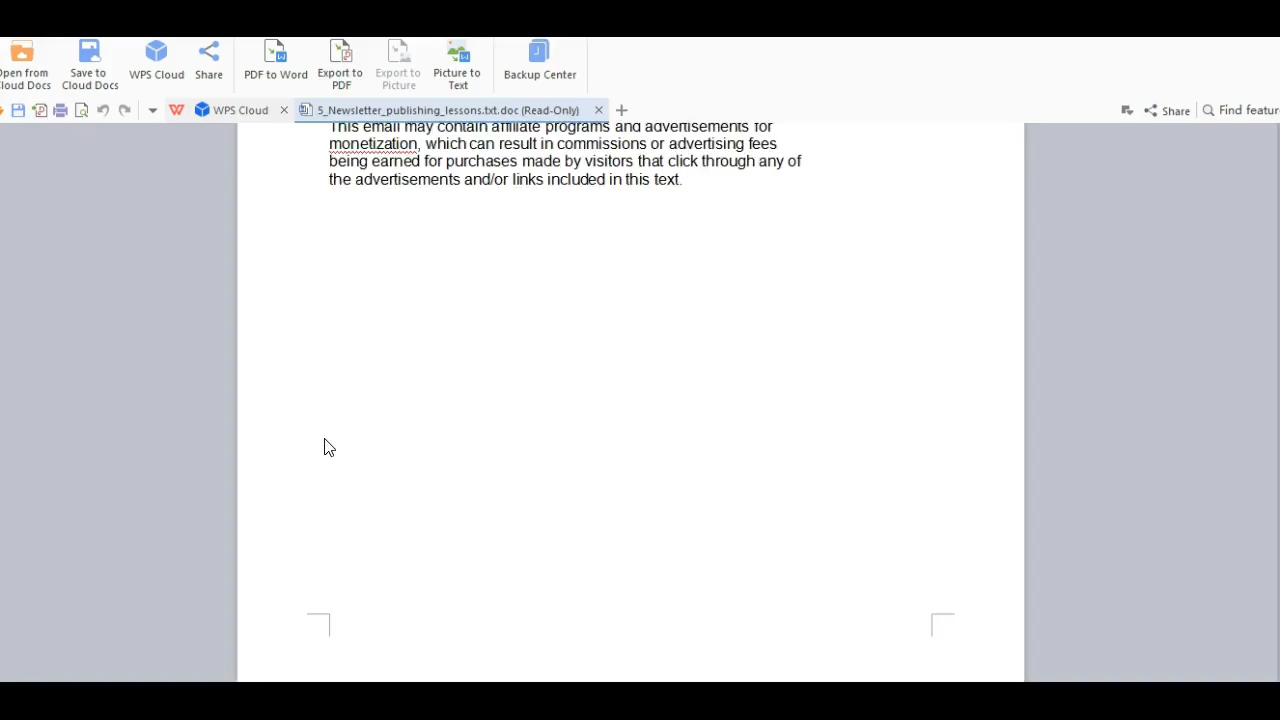 Open from Cloud Docs
Save to Cloud Docs
WPS Cloud
Share
PDF to Word
Export to PDF
Export to Picture
Picture to Text
Backup Center
WPS Cloud
5_Newsletter_publishing_lessons.txt.doc (Read-Only)
Share
Find featur
This email may contain affiliate programs and advertisements for
monetization, which can result in commissions or advertising fees
being earned for purchases made by visitors that click through any of
the advertisements and/or links included in this text.